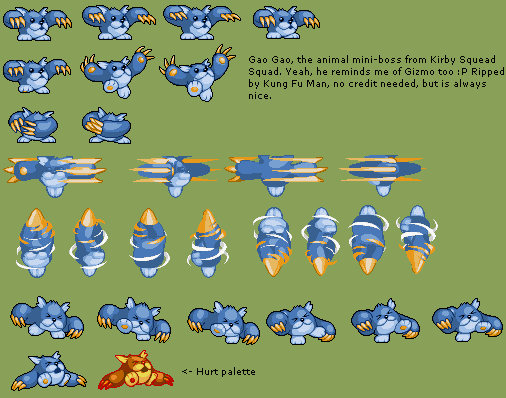 Gao Gao, the animal mini-boss from Kirby Squead
Squad. Yeah, he reminds me of Gizmo too :P Ripped
by Kung Fu Man, no credit needed, but is always
nice.
<- Hurt palette